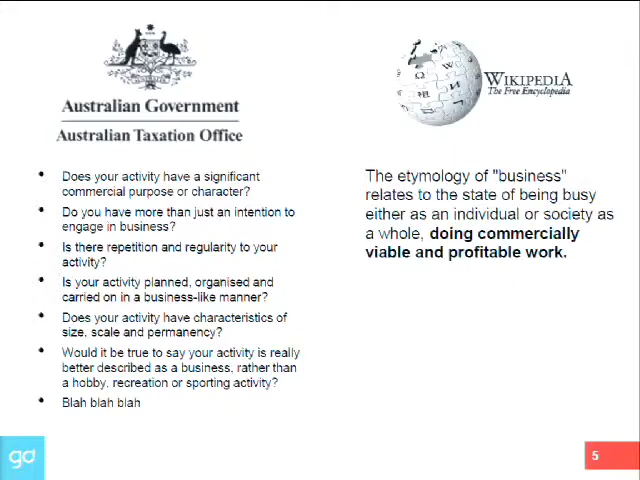 Australian Government
Australian Taxation Office
• Does your activity have a significant
commercial purpose or character?
• Do you have more than just an intention to
engage in business?
• Is there repetition and regularity to your
activity?
• Is your activity planned, organised and
carried on in a business-like manner?
• Does your activity have characteristics of
size, scale and permanency?
• Would it be true to say your activity is really
better described as a business, rather than
a hobby, recreation or sporting activity?
• Blah blah blah
WIKIPEDIA
The Free Encyclopedia
The etymology of "business"
relates to the state of being busy
either as an individual or society as
a whole, doing commercially
viable and profitable work.
go
5